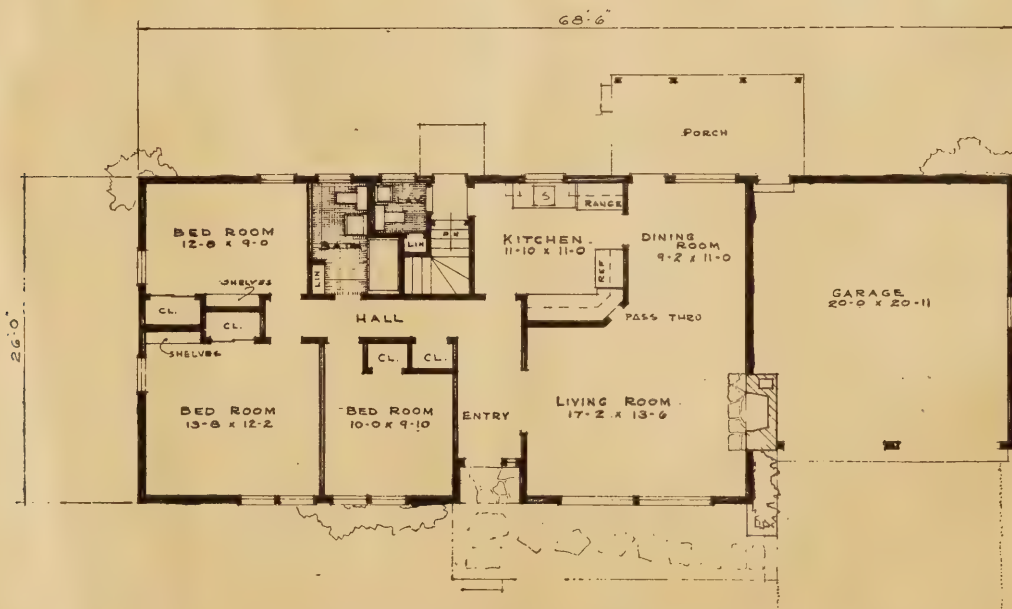 68'-6"
PORCH
BED ROOM
12-8 x 9-0
BATH
LAV
LIN
DN
S
RANGE
KITCHEN
11-10 x 11-0
DINING
ROOM
9-2 x 11-0
REF
LIN
SHELVES
CL.
CL.
SHELVES
HALL
PASS THRO
GARAGE
20-0 x 20-11
26'-0"
CL.
CL.
BED ROOM
13-8 x 12-2
BED ROOM
10-0 x 9-10
ENTRY
LIVING ROOM
17-2 x 13-6